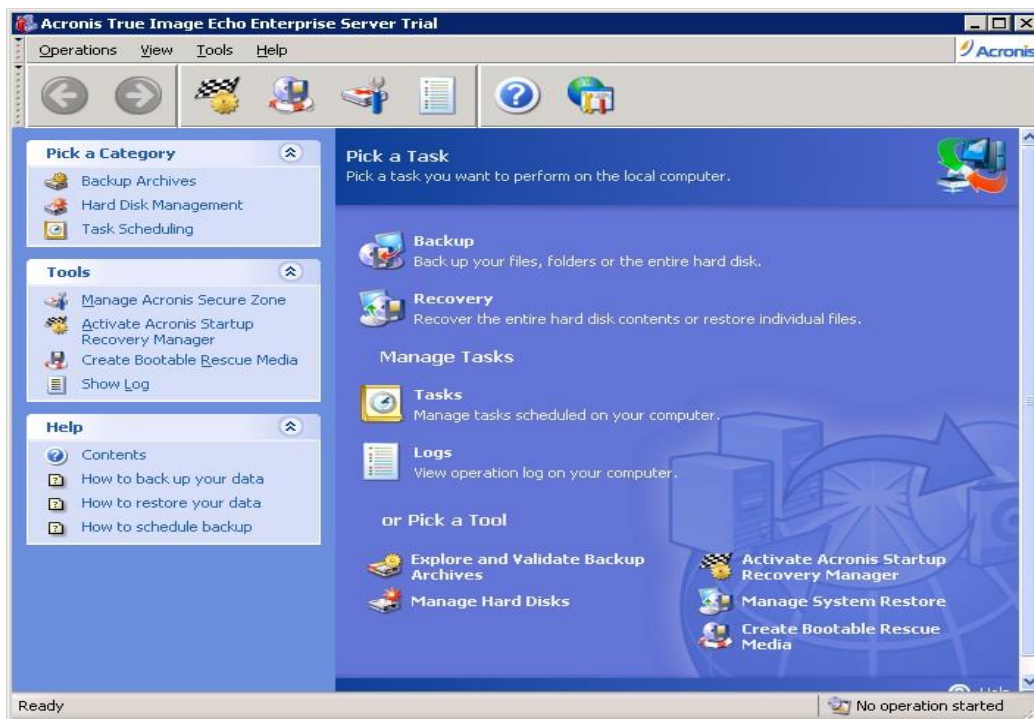 Acronis True Image Echo Enterprise Server Trial
Operations View Tools Help
Acronis
Pick a Category
Backup Archives
Hard Disk Management
Task Scheduling
Tools
Manage Acronis Secure Zone
Activate Acronis Startup
Recovery Manager
Create Bootable Rescue Media
Show Log
Help
Contents
How to back up your data
How to restore your data
How to schedule backup
Pick a Task
Pick a task you want to perform on the local computer.
Backup
Back up your files, folders or the entire hard disk.
Recovery
Recover the entire hard disk contents or restore individual files.
Manage Tasks
Tasks
Manage tasks scheduled on your computer.
Logs
View operation log on your computer.
or Pick a Tool
Explore and Validate Backup
Archives
Manage Hard Disks
Activate Acronis Startup
Recovery Manager
Manage System Restore
Create Bootable Rescue
Media
Ready
No operation started